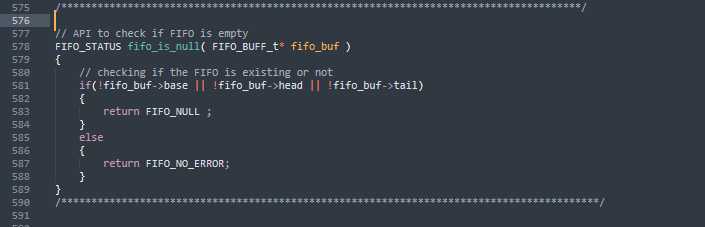 575 /**************************************************************************************/
576
577 // API to check if FIFO is empty
578 FIFO_STATUS fifo_is_null( FIFO_BUFF_t* fifo_buf )
579 {
580 // checking if the FIFO is existing or not
581 if(!fifo_buf->base || !fifo_buf->head || !fifo_buf->tail)
582 {
583 return FIFO_NULL ;
584 }
585 else
586 {
587 return FIFO_NO_ERROR;
588 }
589 }
590 /*****************************************************************************************/
591